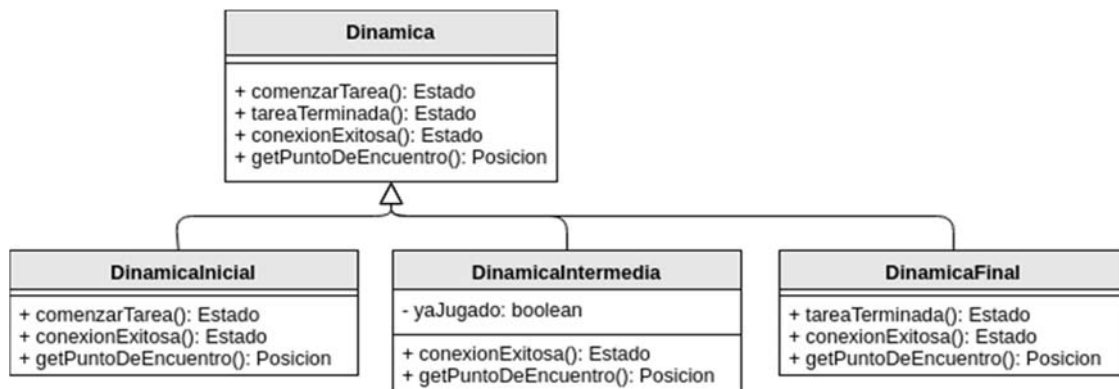 Dinamica
+ comenzarTarea(): Estado
+ tareaTerminada(): Estado
+ conexionExitosa(): Estado
+ getPuntoDeEncuentro(): Posicion
DinamicaInicial
+ comenzarTarea(): Estado
+ conexionExitosa(): Estado
+ getPuntoDeEncuentro(): Posicion
DinamicaIntermedia
- yaJugado: boolean
+ conexionExitosa(): Estado
+ getPuntoDeEncuentro(): Posicion
DinamicaFinal
+ tareaTerminada(): Estado
+ conexionExitosa(): Estado
+ getPuntoDeEncuentro(): Posicion